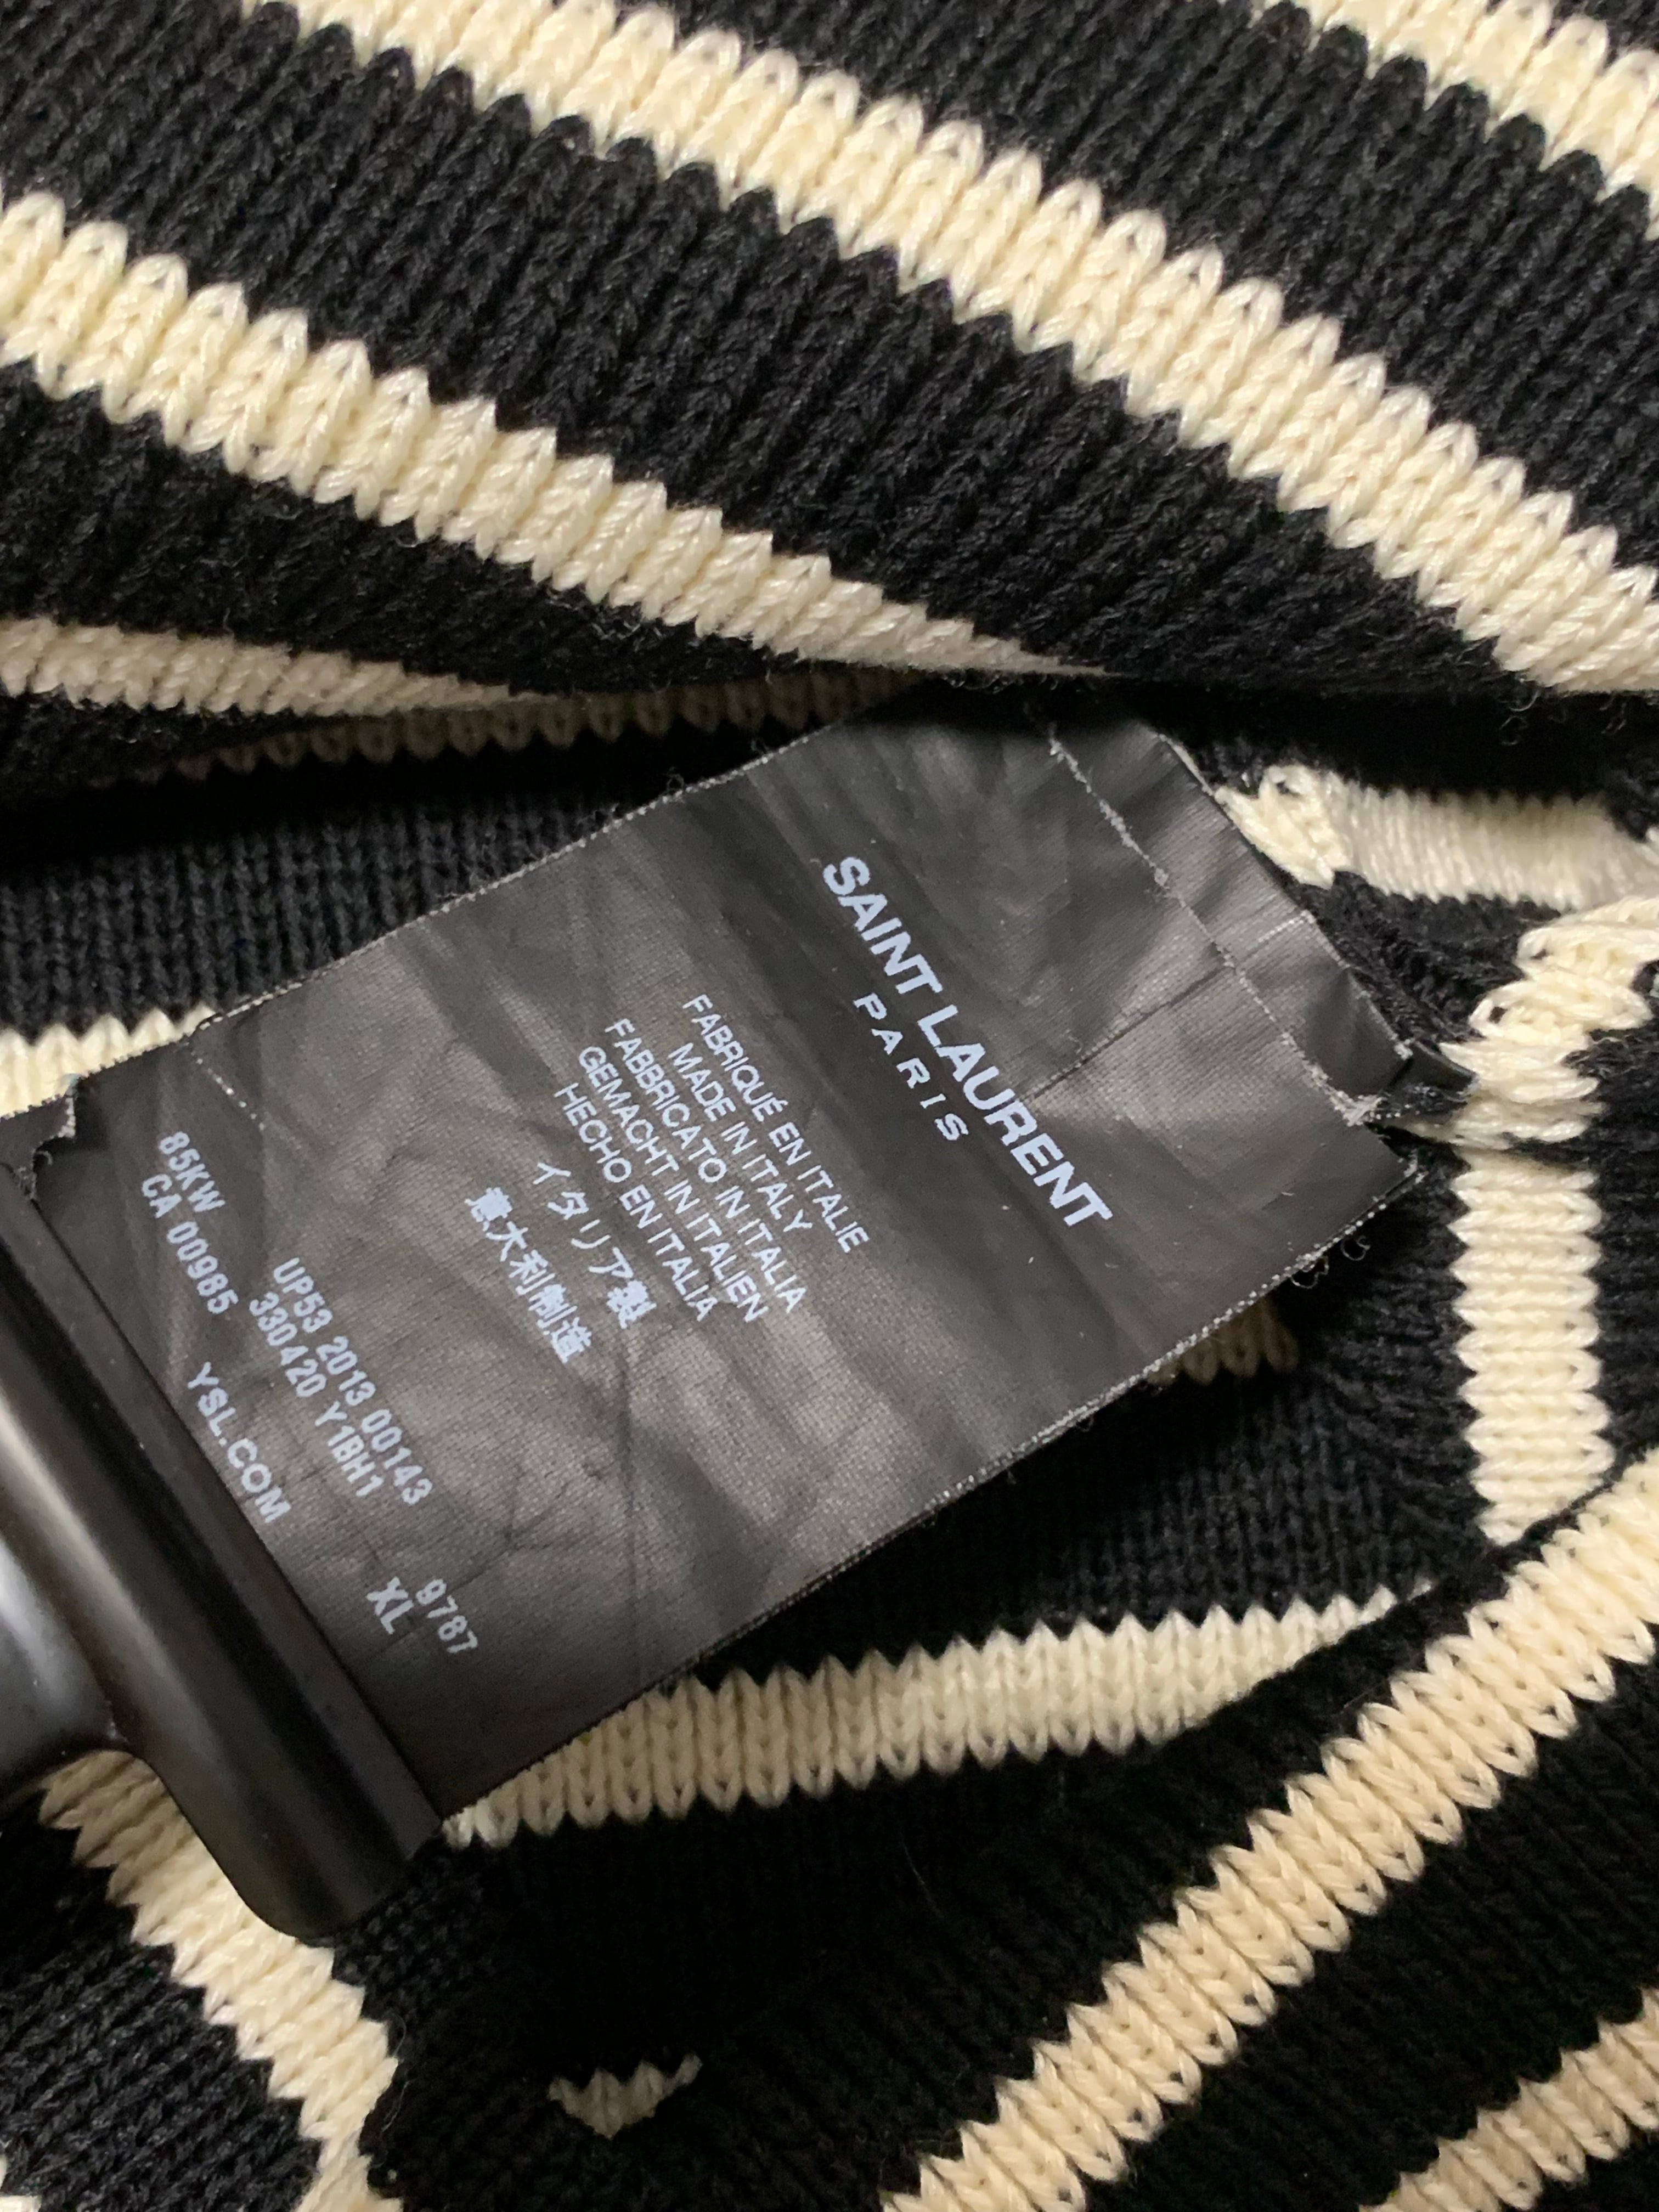 SAINT LAURENT
PARIS
FABRIQUÉ EN ITALIE
MADE IN ITALY
FABBRICATO IN ITALIA
GEMACHT IN ITALIEN
HECHO EN ITALIA
イタリア製
意大利制造
UP53 2013 00143 9787
330420 Y1BH1 XL
85KW
CA 00985 YSL.COM